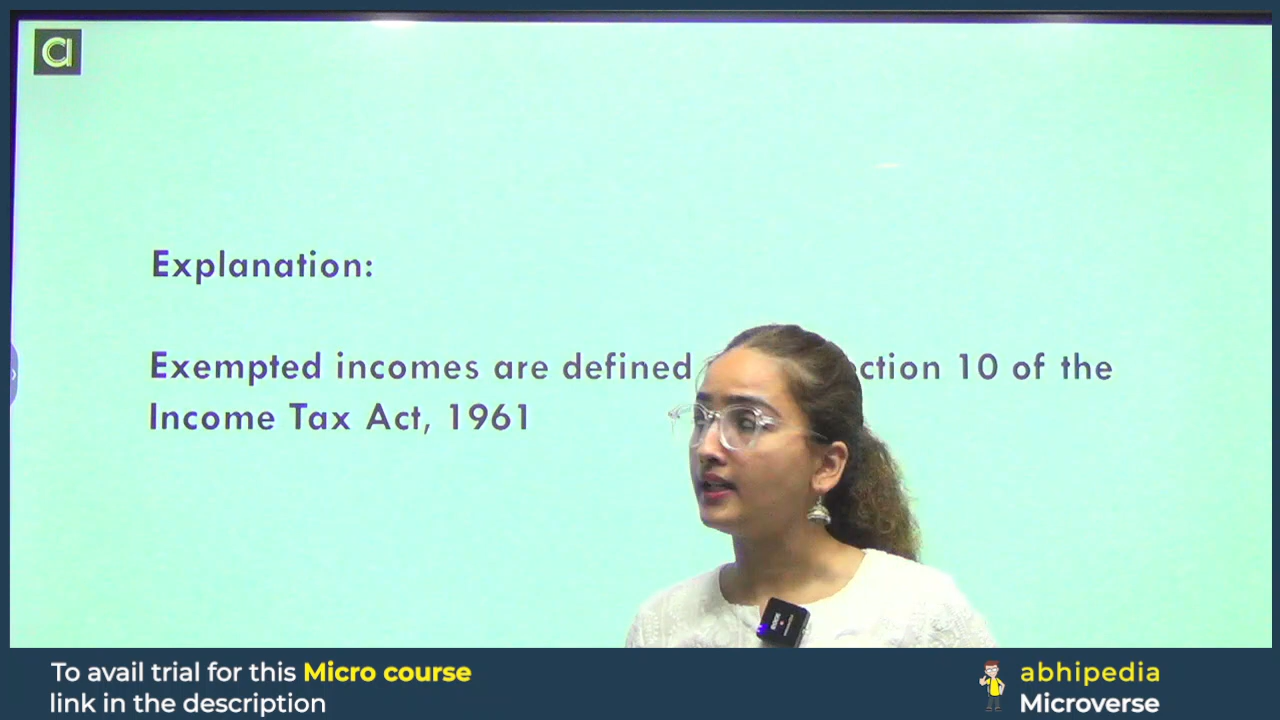 Explanation:
Exempted incomes are defined ction 10 of the
Income Tax Act, 1961
To avail trial for this Micro course
link in the description
abhipedia
Microverse
RODE